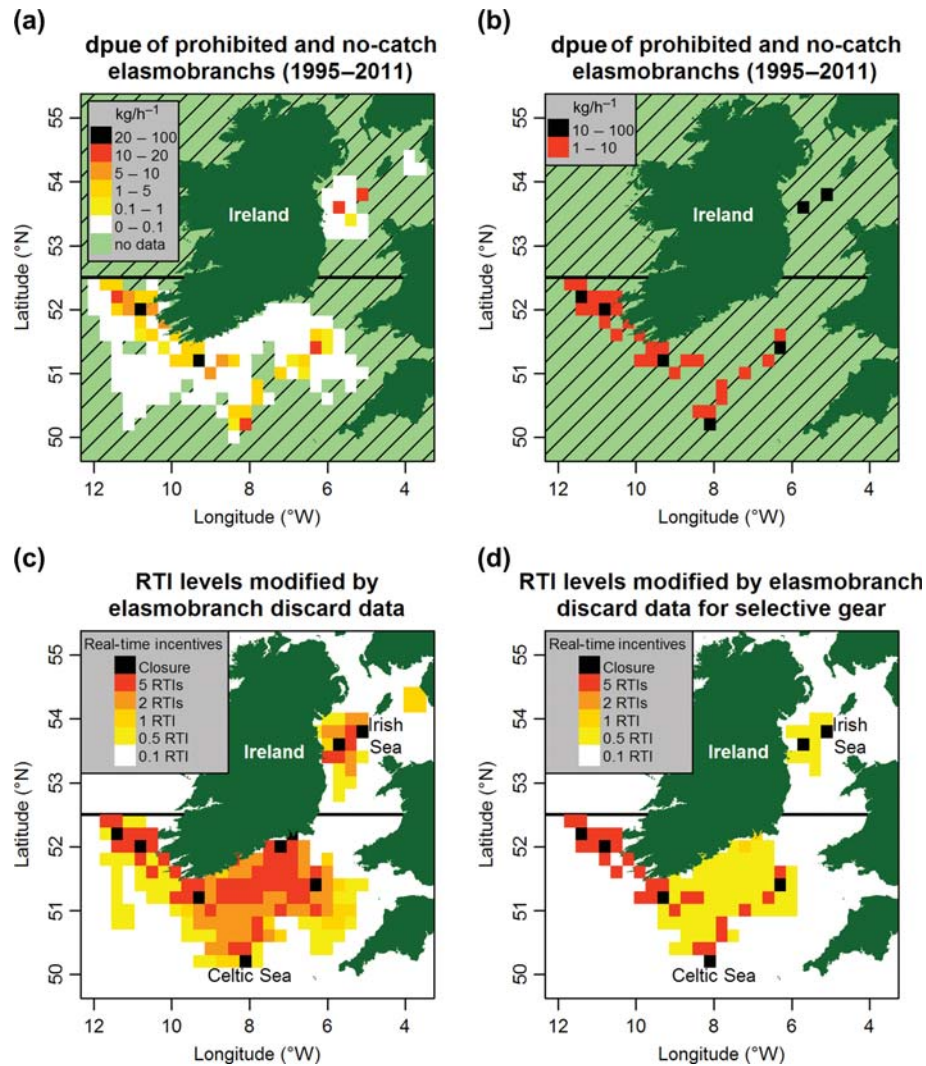 (a)
dpue of prohibited and no-catch
elasmobranchs (1995–2011)
kg/h⁻¹
20 – 100
10 – 20
5 – 10
1 – 5
0.1 – 1
0 – 0.1
no data
Ireland
55
54
53
52
51
50
Latitude (°N)
12 10 8 6 4
Longitude (°W)
(b)
dpue of prohibited and no-catch
elasmobranchs (1995–2011)
kg/h⁻¹
10 – 100
1 – 10
Ireland
55
54
53
52
51
50
Latitude (°N)
12 10 8 6 4
Longitude (°W)
(c)
RTI levels modified by
elasmobranch discard data
Real-time incentives
Closure
5 RTIs
2 RTIs
1 RTI
0.5 RTI
0.1 RTI
Ireland
Irish
Sea
Celtic Sea
55
54
53
52
51
50
Latitude (°N)
12 10 8 6 4
Longitude (°W)
(d)
RTI levels modified by elasmobranch
discard data for selective gear
Real-time incentives
Closure
5 RTIs
2 RTIs
1 RTI
0.5 RTI
0.1 RTI
Ireland
Irish
Sea
Celtic Sea
55
54
53
52
51
50
Latitude (°N)
12 10 8 6 4
Longitude (°W)